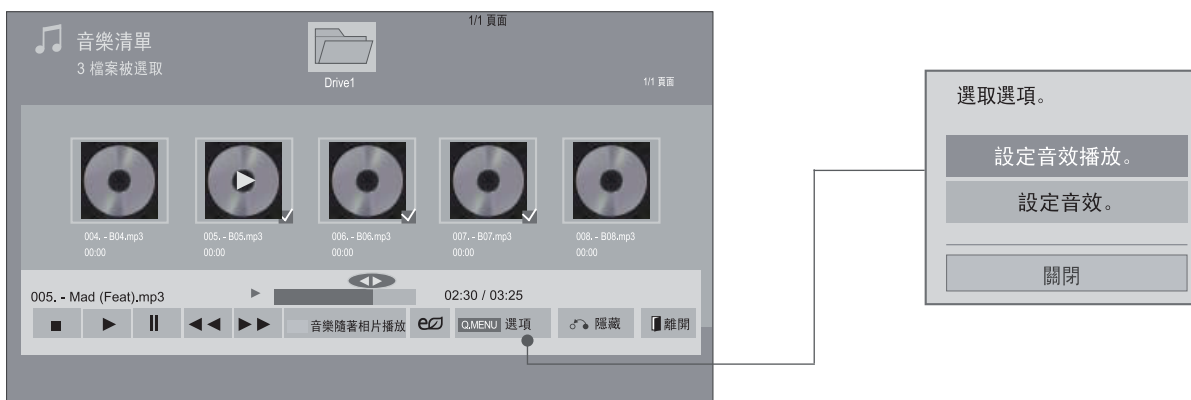 1/1 頁面
音樂清單
3 檔案被選取
Drive1
1/1 頁面
004. - B04.mp3
00:00
005. - B05.mp3
00:00
006. - B06.mp3
00:00
007. - B07.mp3
00:00
008. - B08.mp3
00:00
005. - Mad (Feat).mp3
02:30 / 03:25
音樂隨著相片播放
Q.MENU 選項
隱藏
離開
選取選項。
設定音效播放。
設定音效。
關閉